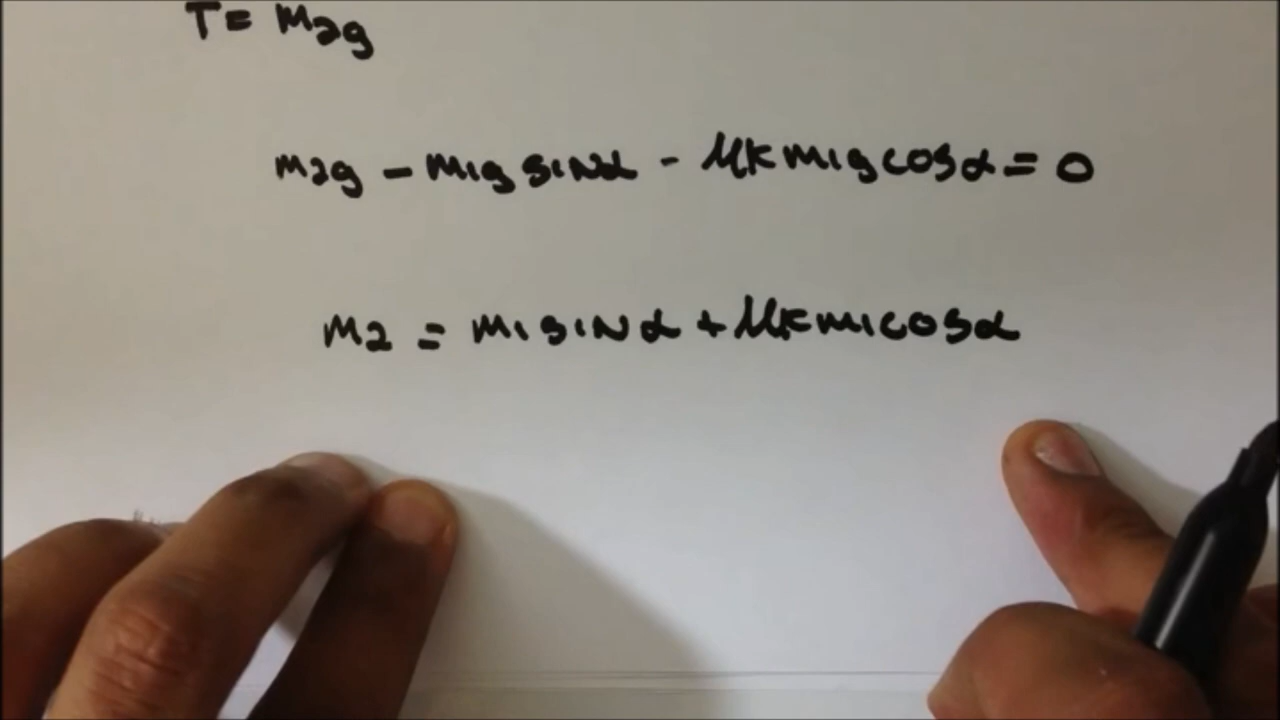 T = m2g
m2g - m1g sinα - μk m1g cosα = 0
m2 = m1 sinα + μk m1 cosα